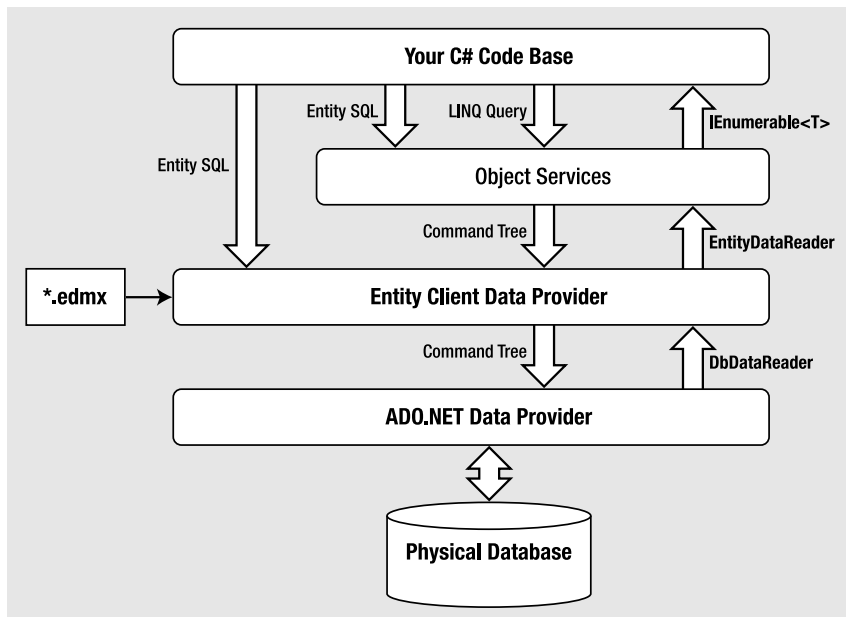 Your C# Code Base
Entity SQL
LINQ Query
IEnumerable<T>
Entity SQL
Object Services
Command Tree
EntityDataReader
*.edmx
Entity Client Data Provider
Command Tree
DbDataReader
ADO.NET Data Provider
Physical Database